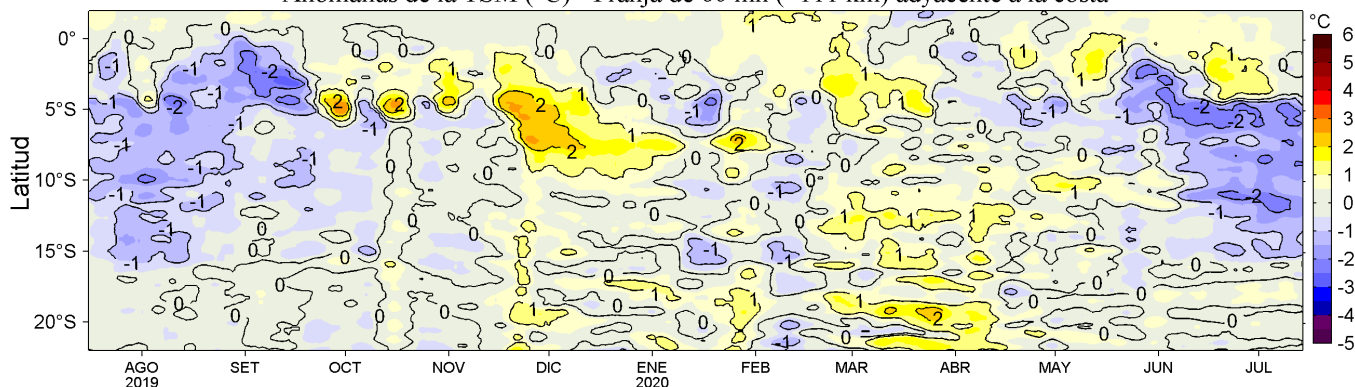 Anomalías de la TSM (°C) - Franja de 60 mn (~111 km) adyacente a la costa
°C
Latitud
0°
5°S
10°S
15°S
20°S
AGO SET OCT NOV DIC ENE FEB MAR ABR MAY JUN JUL
2019 2020
6
5
4
3
2
1
0
-1
-2
-3
-4
-5